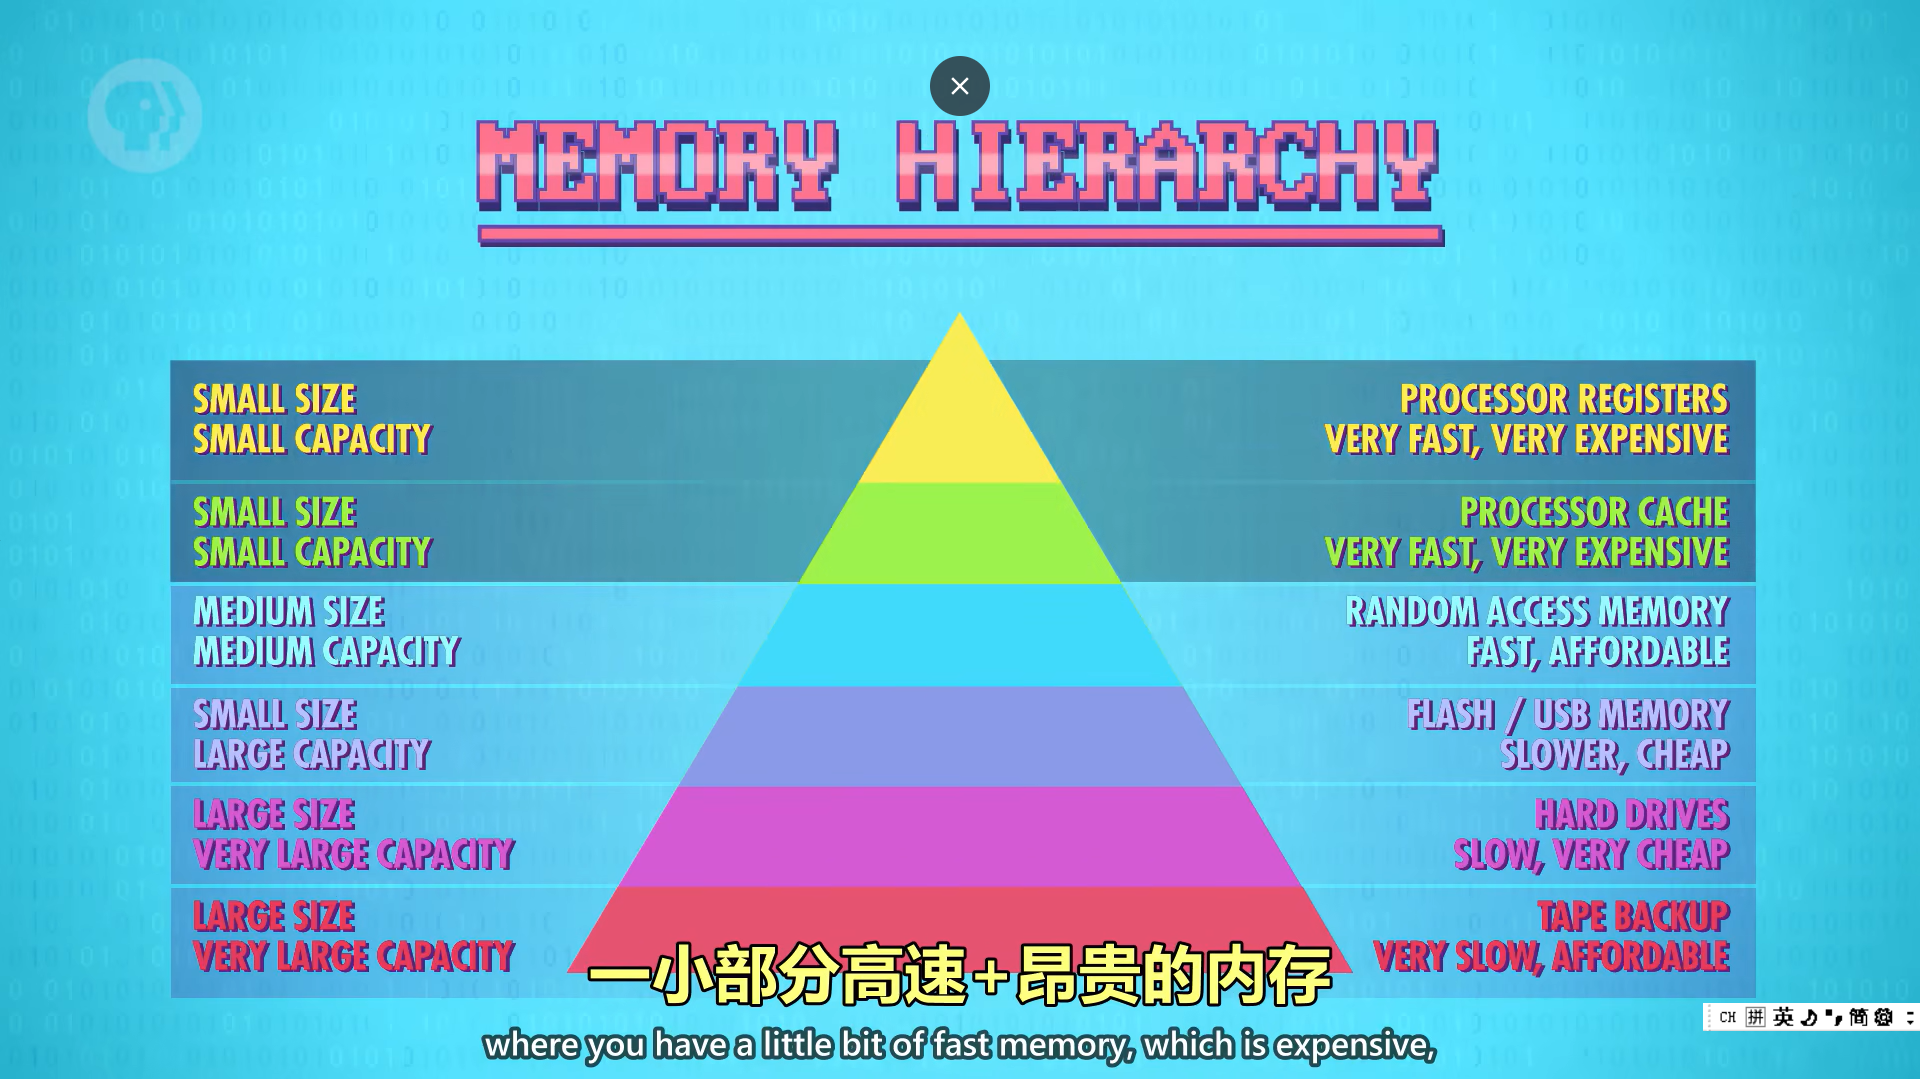 MEMORY HIERARCHY
SMALL SIZE
SMALL CAPACITY
PROCESSOR REGISTERS
VERY FAST, VERY EXPENSIVE
SMALL SIZE
SMALL CAPACITY
PROCESSOR CACHE
VERY FAST, VERY EXPENSIVE
MEDIUM SIZE
MEDIUM CAPACITY
RANDOM ACCESS MEMORY
FAST, AFFORDABLE
SMALL SIZE
LARGE CAPACITY
FLASH / USB MEMORY
SLOWER, CHEAP
LARGE SIZE
VERY LARGE CAPACITY
HARD DRIVES
SLOW, VERY CHEAP
LARGE SIZE
VERY LARGE CAPACITY
TAPE BACKUP
VERY SLOW, AFFORDABLE
一小部分高速+昂贵的内存
where you have a little bit of fast memory, which is expensive,
CH 拼 英 简